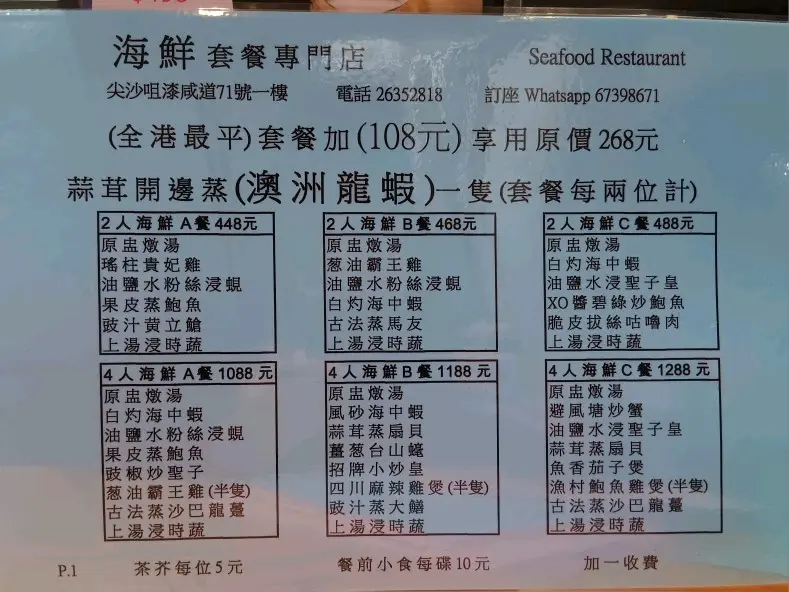 海鮮 套餐專門店 Seafood Restaurant
尖沙咀漆咸道71號一樓 電話 26352818 訂座 Whatsapp 67398671
(全港最平) 套餐加 (108元) 享用原價 268元
蒜茸開邊蒸(澳洲龍蝦)一隻 (套餐每兩位計)
2人海鮮A餐 448元
原盅燉湯
瑤柱貴妃雞
油鹽水粉絲浸蜆
果皮蒸鮑魚
豉汁黄立鯧
上湯浸時蔬
2人海鮮B餐 468元
原盅燉湯
葱油霸王雞
油鹽水粉絲浸蜆
白灼海中蝦
古法蒸馬友
上湯浸時蔬
2人海鮮C餐 488元
原盅燉湯
白灼海中蝦
油鹽水浸聖子皇
XO醬碧綠炒鮑魚
脆皮拔絲咕嚕肉
上湯浸時蔬
4人海鮮A餐 1088 元
原盅燉湯
白灼海中蝦
油鹽水粉絲浸蜆
果皮蒸鮑魚
豉椒炒聖子
葱油霸王雞(半隻)
古法蒸沙巴龍躉
上湯浸時蔬
4人海鮮B餐 1188 元
原盅燉湯
風砂海中蝦
蒜茸蒸扇貝
薑葱台山蠔
招牌小炒皇
四川麻辣雞煲(半隻)
豉汁蒸大鱔
上湯浸時蔬
4人海鮮C餐 1288 元
原盅燉湯
避風塘炒蟹
油鹽水浸聖子皇
蒜茸蒸扇貝
魚香茄子煲
漁村鮑魚雞煲(半隻)
古法蒸沙巴龍躉
上湯浸時蔬
P.1 茶芥每位5元 餐前小食每碟10元 加一收費